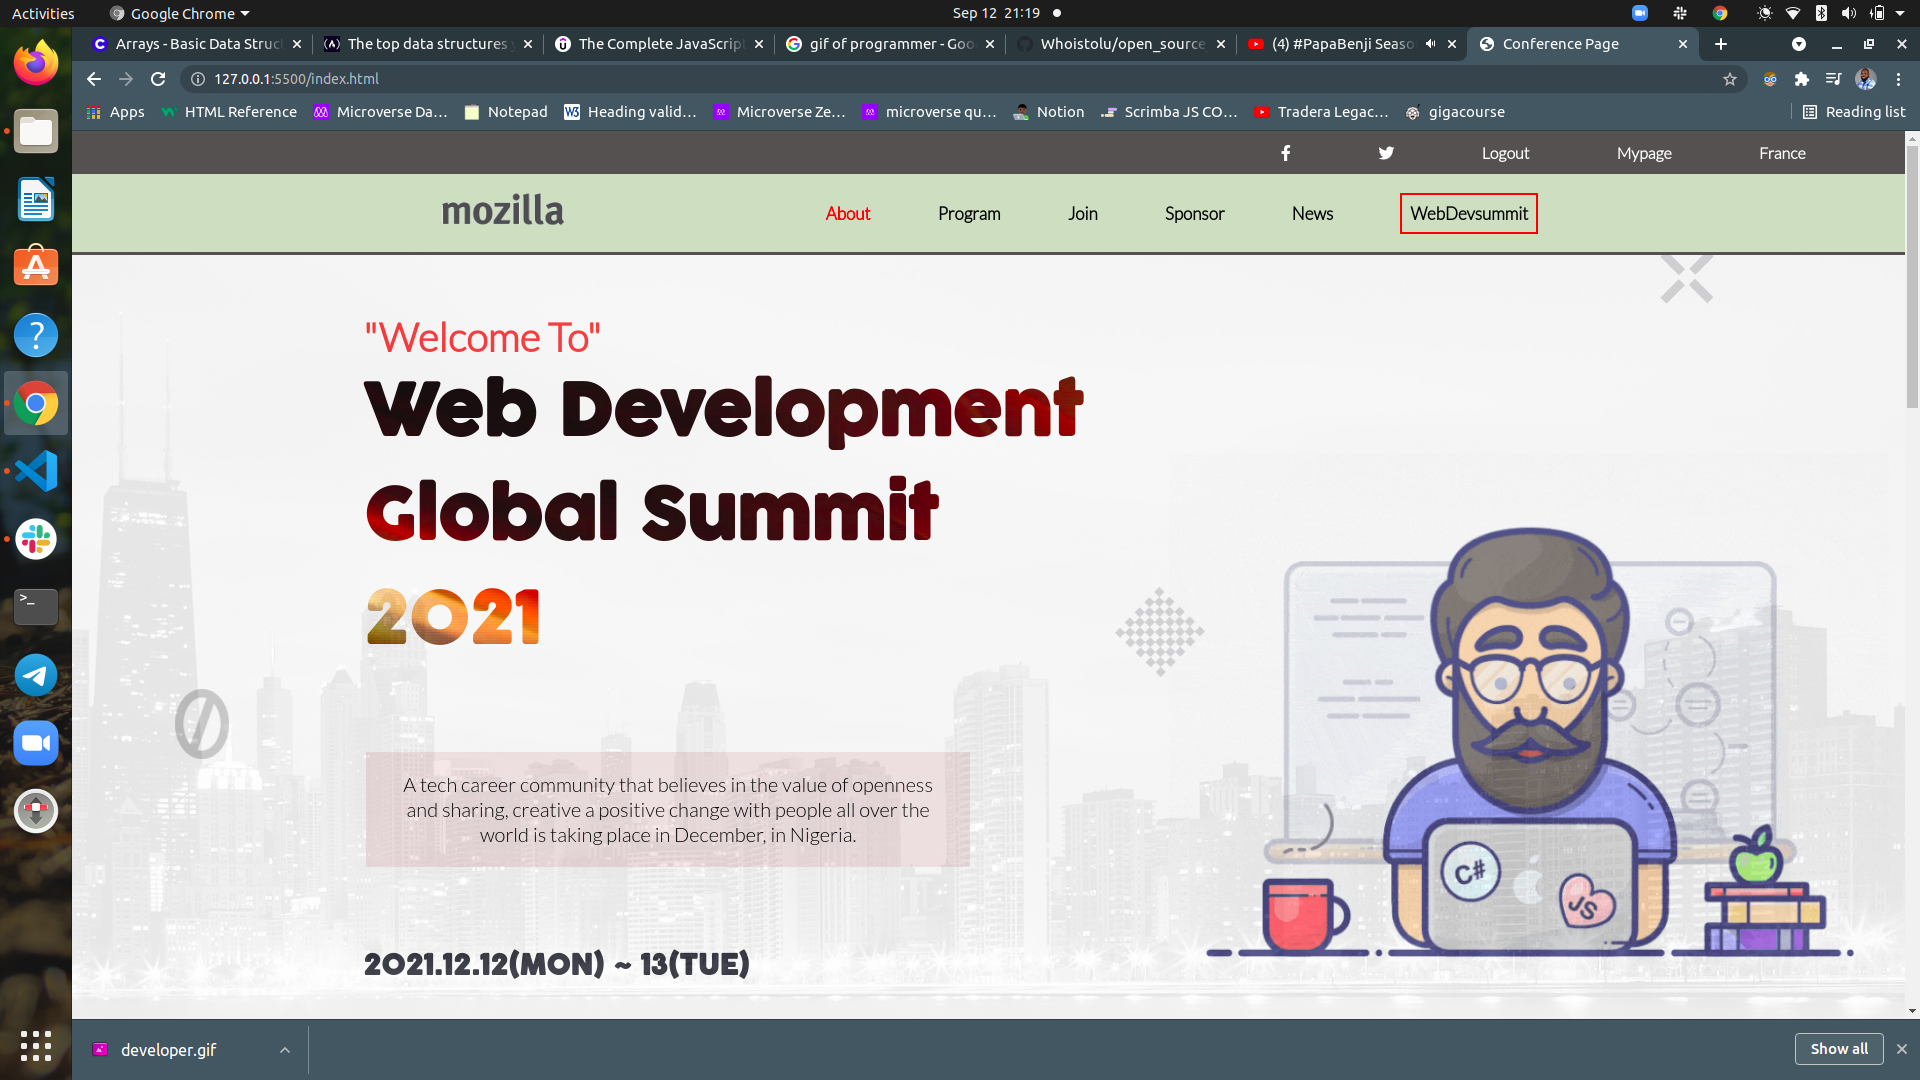 Activities
Google Chrome
Sep 12 21:19
Arrays - Basic Data Struc
The top data structures
The Complete JavaScrip
gif of programmer - Goo
Whoistolu/open_source
(4) #PapaBenji Seaso
Conference Page
127.0.0.1:5500/index.html
Apps
HTML Reference
Microverse Da...
Notepad
Heading valid...
Microverse Ze...
microverse qu...
Notion
Scrimba JS CO...
Tradera Legac...
gigacourse
Reading list
Logout
Mypage
France
mozilla
About
Program
Join
Sponsor
News
WebDevsummit
"Welcome To"
Web Development
Global Summit
2021
A tech career community that believes in the value of openness
and sharing, creative a positive change with people all over the
world is taking place in December, in Nigeria.
C#
JS
2021.12.12(MON) ~ 13(TUE)
developer.gif
Show all